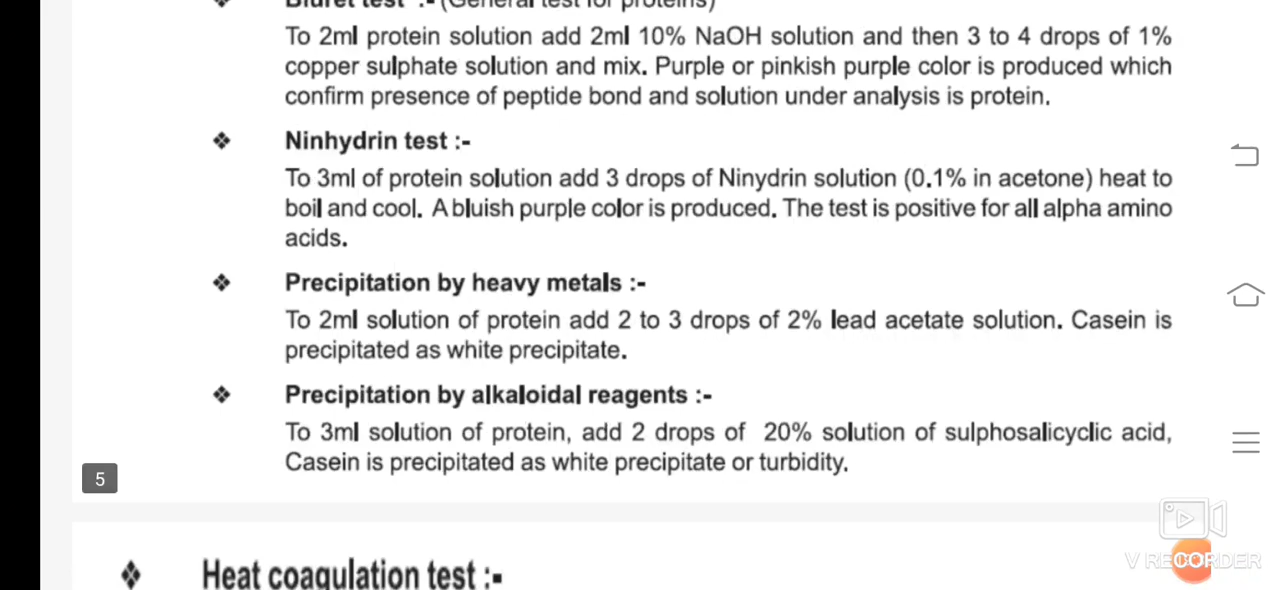 Biuret test :- (General test for proteins)
To 2ml protein solution add 2ml 10% NaOH solution and then 3 to 4 drops of 1%
copper sulphate solution and mix. Purple or pinkish purple color is produced which
confirm presence of peptide bond and solution under analysis is protein.
❖ Ninhydrin test :-
To 3ml of protein solution add 3 drops of Ninydrin solution (0.1% in acetone) heat to
boil and cool. A bluish purple color is produced. The test is positive for all alpha amino
acids.
❖ Precipitation by heavy metals :-
To 2ml solution of protein add 2 to 3 drops of 2% lead acetate solution. Casein is
precipitated as white precipitate.
❖ Precipitation by alkaloidal reagents :-
To 3ml solution of protein, add 2 drops of 20% solution of sulphosalicyclic acid,
Casein is precipitated as white precipitate or turbidity.
5
❖ Heat coagulation test :-
V RECORDER